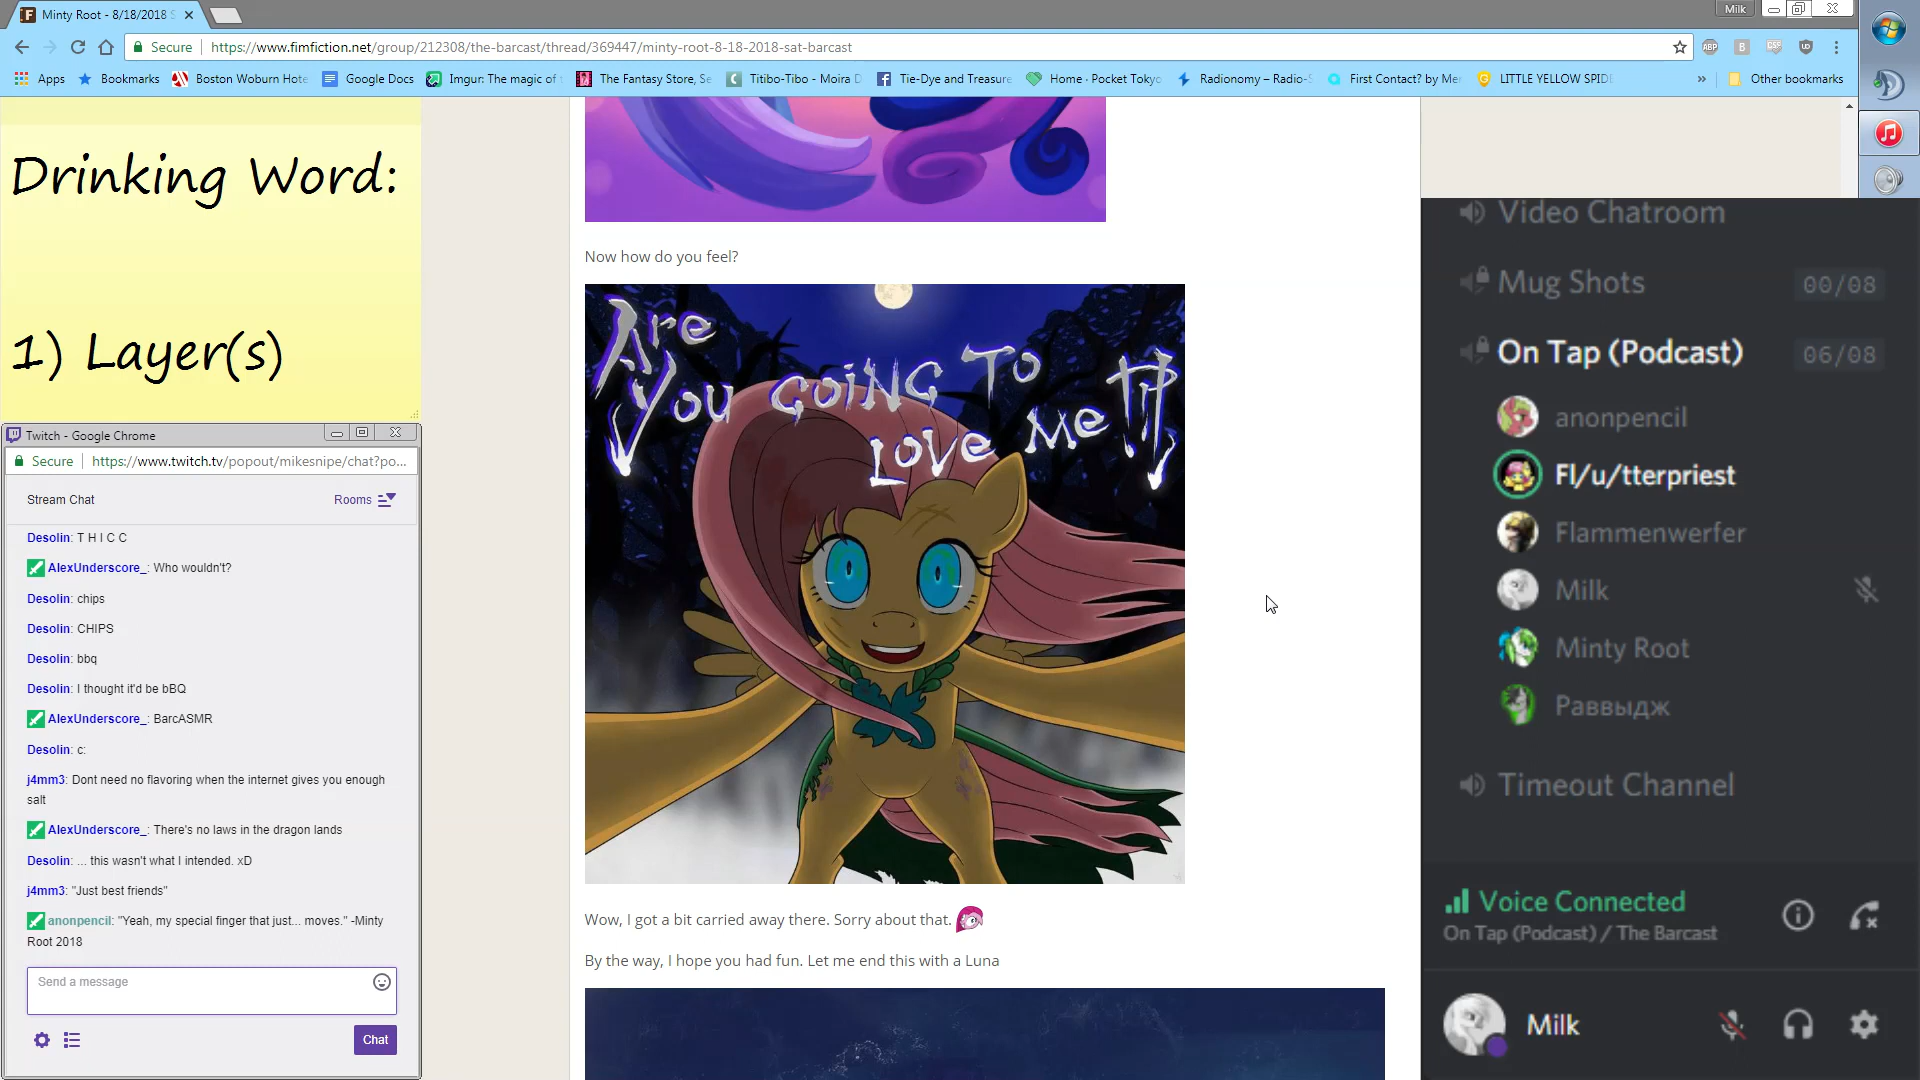 Minty Root - 8/18/2018 S
Milk
Secure
https://www.fimfiction.net/group/212308/the-barcast/thread/369447/minty-root-8-18-2018-sat-barcast
Apps
Bookmarks
Boston Woburn Hote
Google Docs
Imgur: The magic of
The Fantasy Store, Se
Titibo-Tibo - Moira D
Tie-Dye and Treasure
Home · Pocket Tokyo
Radionomy – Radio-S
First Contact? by Mer
LITTLE YELLOW SPID
»
Other bookmarks
Drinking Word:
1) Layer(s)
Twitch - Google Chrome
Secure
https://www.twitch.tv/popout/mikesnipe/chat?po...
Stream Chat
Rooms
Desolin: T H I C C
AlexUnderscore_: Who wouldn't?
Desolin: chips
Desolin: CHIPS
Desolin: bbq
Desolin: I thought it'd be bBQ
AlexUnderscore_: BarcASMR
Desolin: c:
j4mm3: Dont need no flavoring when the internet gives you enough
salt
AlexUnderscore_: There's no laws in the dragon lands
Desolin: ... this wasn't what I intended. xD
j4mm3: "Just best friends"
anonpencil: "Yeah, my special finger that just... moves." -Minty
Root 2018
Send a message
Chat
Now how do you feel?
Are
You GoiNG To
Love Me
Wow, I got a bit carried away there. Sorry about that.
By the way, I hope you had fun. Let me end this with a Luna
Video Chatroom
Mug Shots 00/08
On Tap (Podcast) 06/08
anonpencil
Fl/u/tterpriest
Flammenwerfer
Milk
Minty Root
Раввыдж
Timeout Channel
Voice Connected
On Tap (Podcast) / The Barcast
Milk